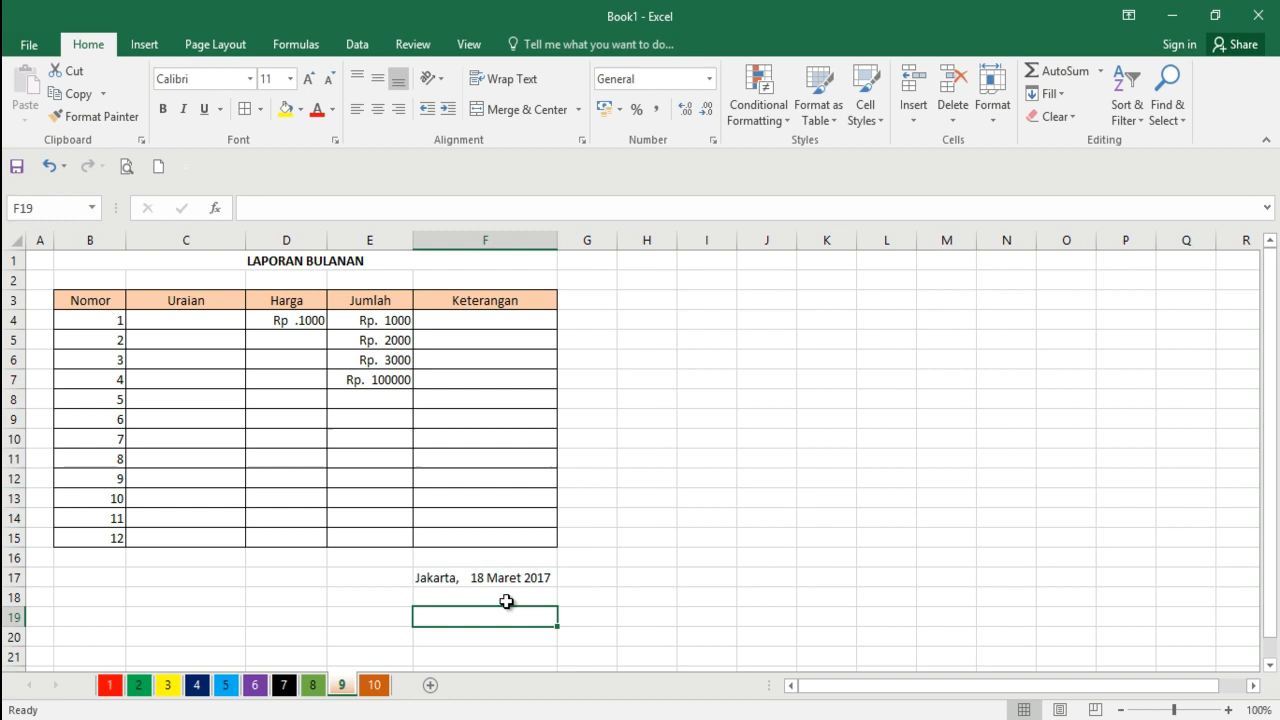 Book1 - Excel
File Home Insert Page Layout Formulas Data Review View Tell me what you want to do... Sign in Share
Paste Cut Copy Format Painter Clipboard
Calibri 11 A A B I U A Font
Wrap Text Merge & Center Alignment
General % , Number
Conditional Formatting Format as Table Cell Styles Styles
Insert Delete Format Cells
AutoSum Fill Clear Sort & Filter Find & Select Editing
F19 fx
A B C D E F G H I J K L M N O P Q R
1 LAPORAN BULANAN
2
3 Nomor Uraian Harga Jumlah Keterangan
4 1 Rp .1000 Rp. 1000
5 2 Rp. 2000
6 3 Rp. 3000
7 4 Rp. 100000
8 5
9 6
10 7
11 8
12 9
13 10
14 11
15 12
16
17 Jakarta, 18 Maret 2017
18
19
20
21
1 2 3 4 5 6 7 8 9 10
Ready 100%